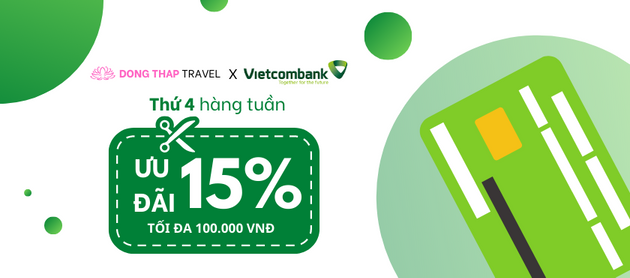 DONG THAP TRAVEL X Vietcombank
Together for the future
Thứ 4 hàng tuần
ƯU ĐÃI 15%
TỐI ĐA 100.000 VNĐ